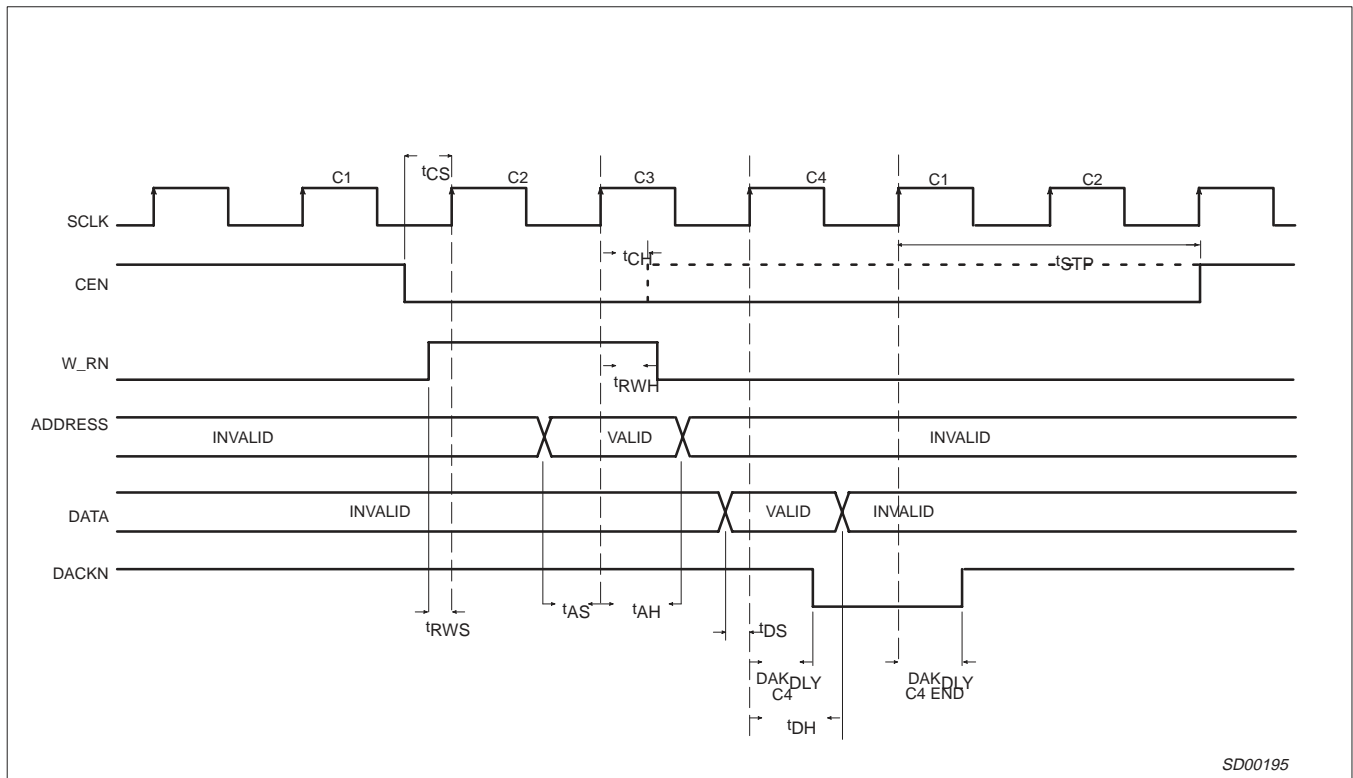 tCS
C1 C2 C3 C4 C1 C2
SCLK
tCH tSTP
CEN
W_RN
tRWH
ADDRESS
INVALID VALID INVALID
DATA INVALID VALID INVALID
DACKN
tRWS tAS tAH tDS
DAKDLY DAKDLY
C4 C4 END
tDH
SD00195